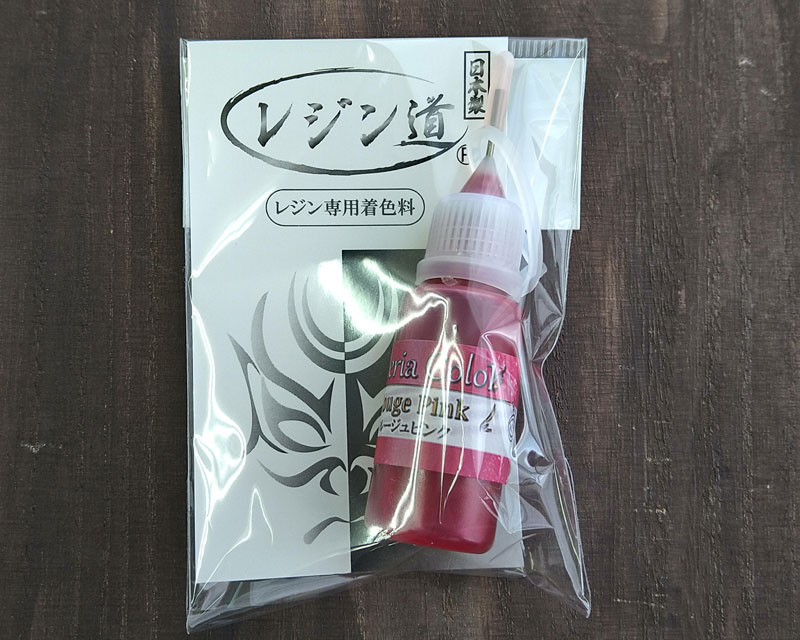 レジン道
日本製
レジン専用着色料
Color
Pink
ージュピンク